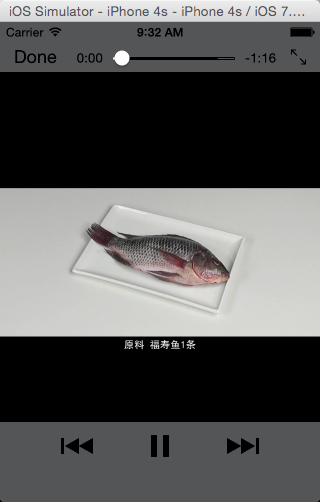 iOS Simulator - iPhone 4s - iPhone 4s / iOS 7....
Carrier 9:32 AM
Done 0:00 -1:16
原料 福寿鱼1条